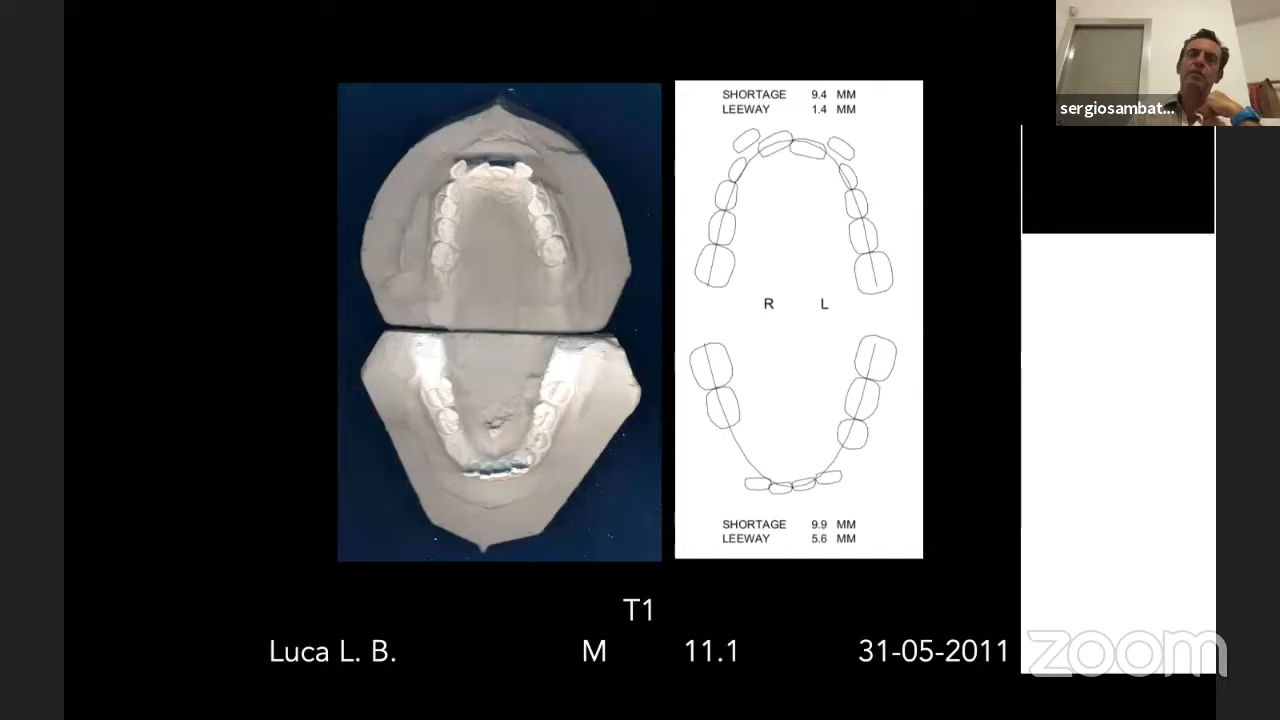 sergiosambat...
SHORTAGE 9.4 MM
LEEWAY 1.4 MM
R L
SHORTAGE 9.9 MM
LEEWAY 5.6 MM
T1
Luca L. B. M 11.1 31-05-2011
zoom